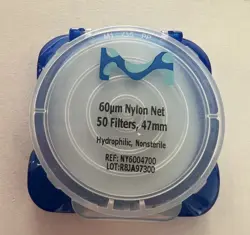 60µm Nylon Net
50 Filters, 47mm
Hydrophilic, Nonsterile
REF: NY6004700
LOT: R8JA97300